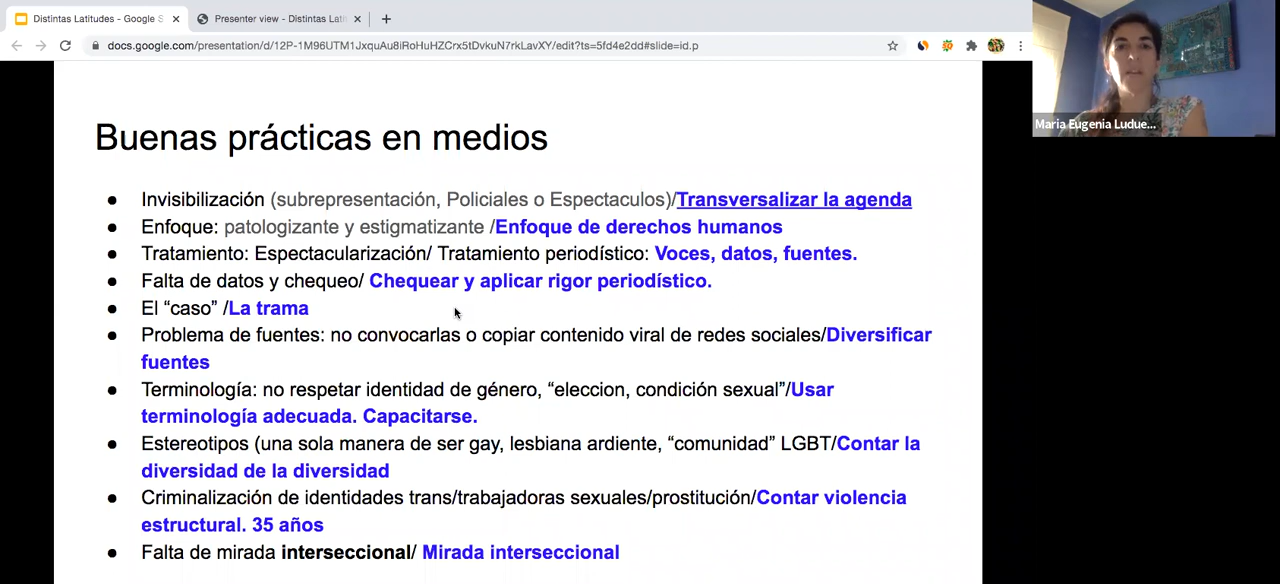 Distintas Latitudes - Google S
Presenter view - Distintas Lati
docs.google.com/presentation/d/12P-1M96UTM1JxquAu8iRoHuHZCrx5tDvkuN7rkLavXY/edit?ts=5fd4e2dd#slide=id.p
Maria Eugenia Ludue...
Buenas prácticas en medios
● Invisibilización (subrepresentación, Policiales o Espectaculos)/Transversalizar la agenda
● Enfoque: patologizante y estigmatizante /Enfoque de derechos humanos
● Tratamiento: Espectacularización/ Tratamiento periodístico: Voces, datos, fuentes.
● Falta de datos y chequeo/ Chequear y aplicar rigor periodístico.
● El “caso” /La trama
● Problema de fuentes: no convocarlas o copiar contenido viral de redes sociales/Diversificar
fuentes
● Terminología: no respetar identidad de género, “eleccion, condición sexual”/Usar
terminología adecuada. Capacitarse.
● Estereotipos (una sola manera de ser gay, lesbiana ardiente, “comunidad” LGBT/Contar la
diversidad de la diversidad
● Criminalización de identidades trans/trabajadoras sexuales/prostitución/Contar violencia
estructural. 35 años
● Falta de mirada interseccional/ Mirada interseccional